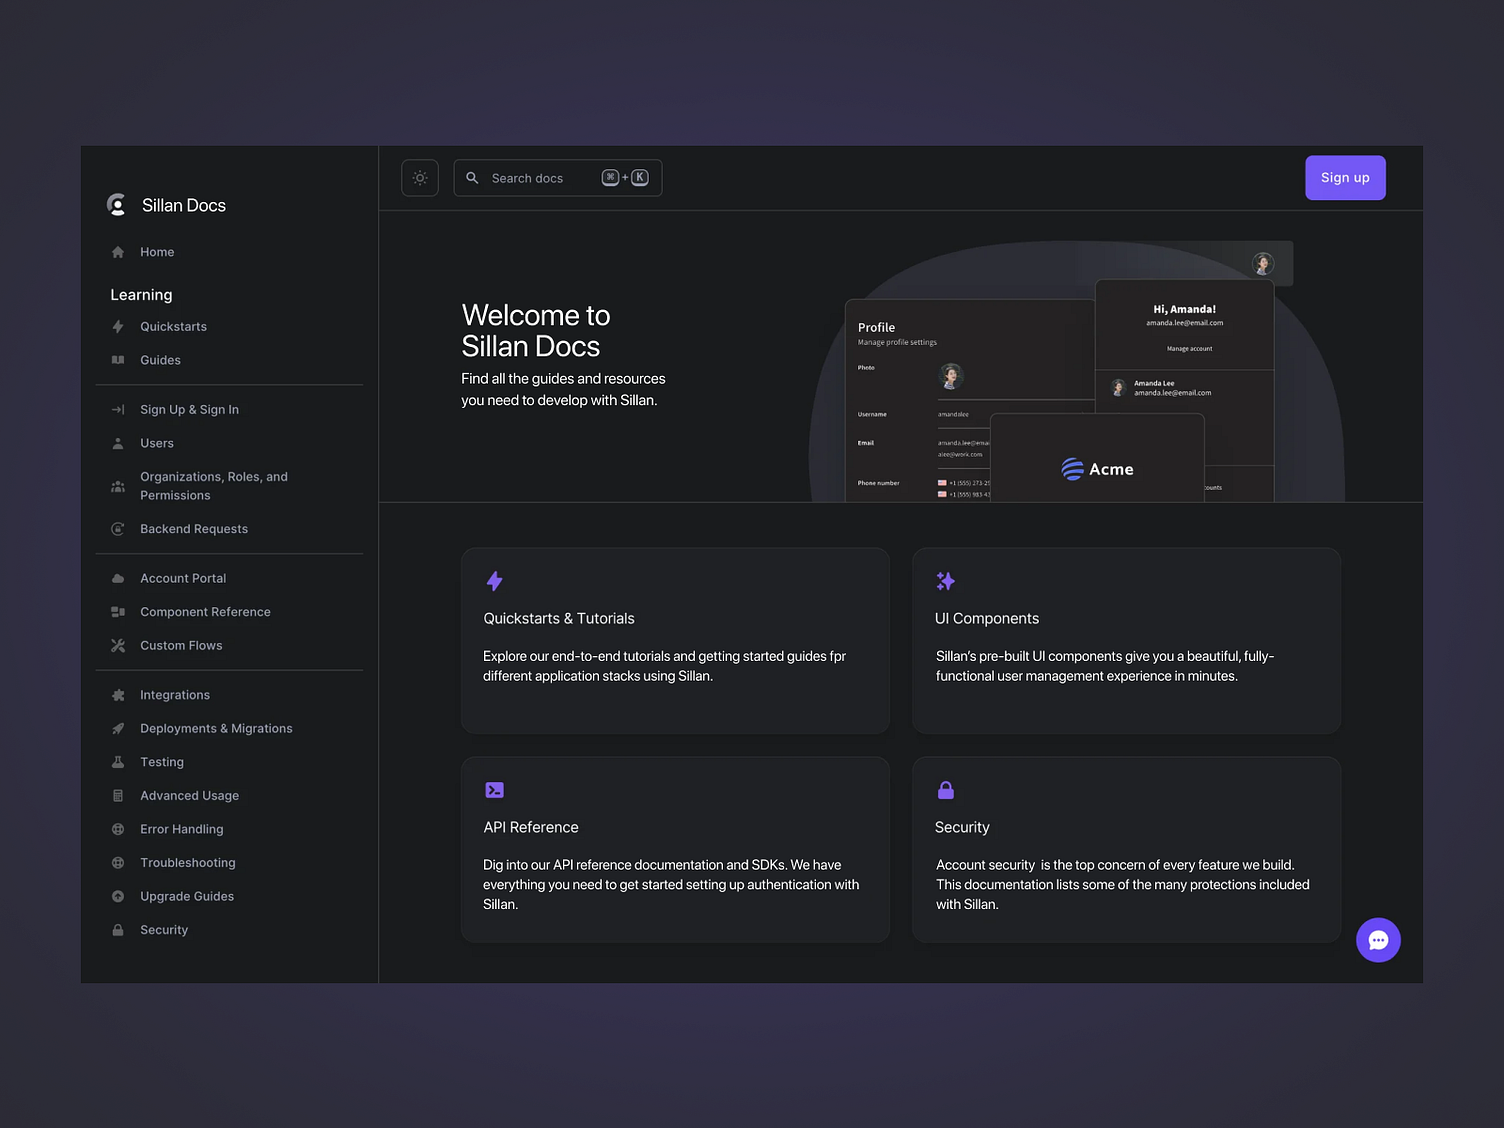 Sillan Docs
Home
Learning
Quickstarts
Guides
Sign Up & Sign In
Users
Organizations, Roles, and
Permissions
Backend Requests
Account Portal
Component Reference
Custom Flows
Integrations
Deployments & Migrations
Testing
Advanced Usage
Error Handling
Troubleshooting
Upgrade Guides
Security
Search docs
⌘ + K
Sign up
Welcome to
Sillan Docs
Find all the guides and resources
you need to develop with Sillan.
Profile
Manage profile settings
Photo
Username
amandalee
Email
amanda.lee@emai
alee@work.com
Phone number
+1 (555) 273-25
+1 (555) 983-43
Hi, Amanda!
amanda.lee@email.com
Manage account
Amanda Lee
amanda.lee@email.com
counts
Acme
Quickstarts & Tutorials
Explore our end-to-end tutorials and getting started guides fpr
different application stacks using Sillan.
UI Components
Sillan's pre-built UI components give you a beautiful, fully-
functional user management experience in minutes.
API Reference
Dig into our API reference documentation and SDKs. We have
everything you need to get started setting up authentication with
Sillan.
Security
Account security  is the top concern of every feature we build.
This documentation lists some of the many protections included
with Sillan.